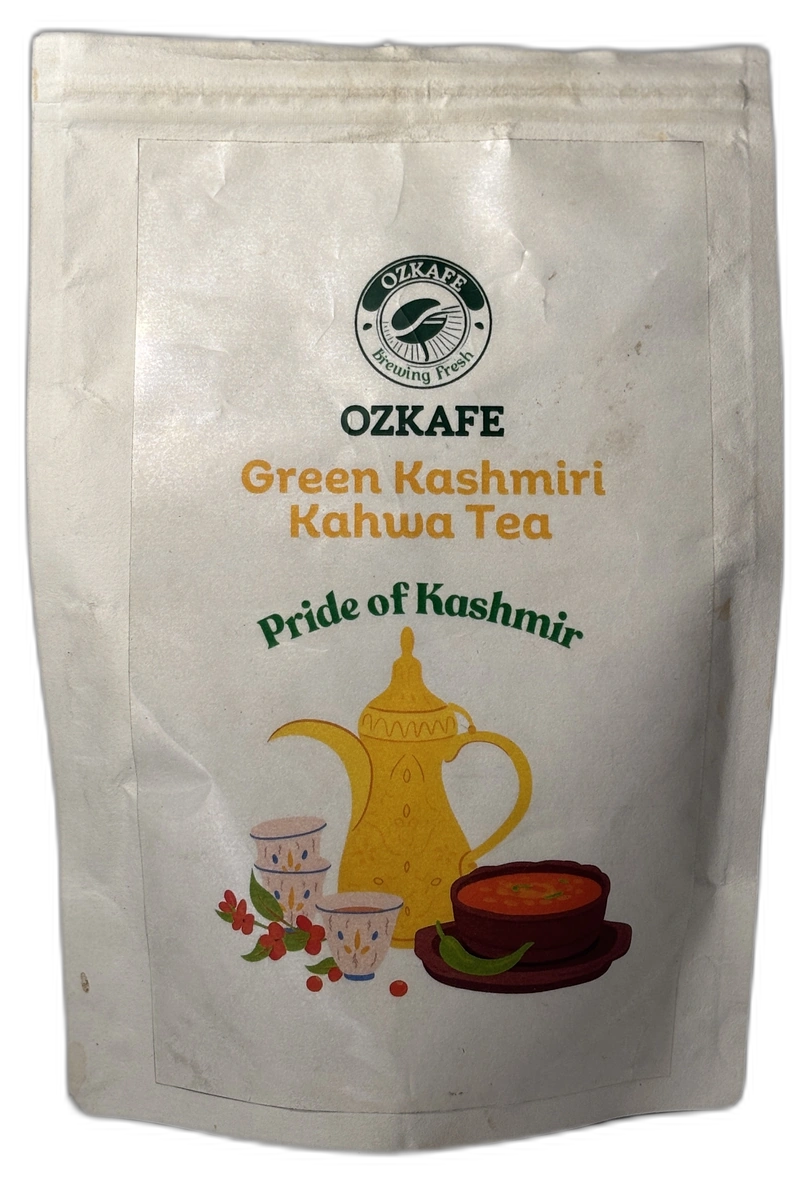 OZKAFE
Brewing Fresh
OZKAFE
Green Kashmiri
Kahwa Tea
Pride of Kashmir